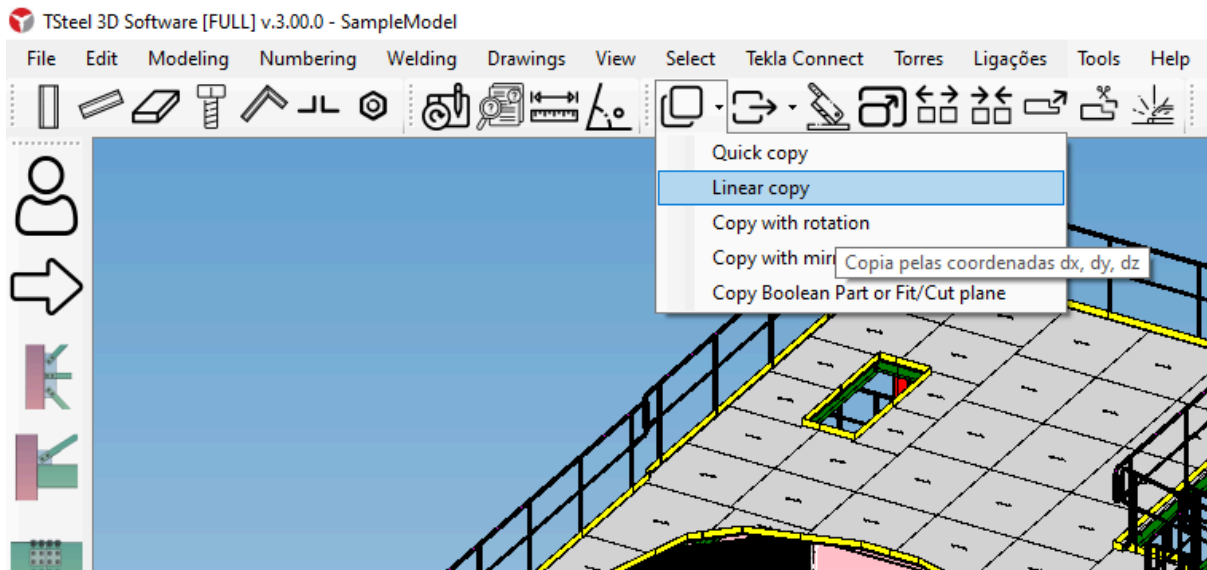 TSteel 3D Software [FULL] v.3.00.0 - SampleModel
File Edit Modeling Numbering Welding Drawings View Select Tekla Connect Torres Ligações Tools Help
Quick copy
Linear copy
Copy with rotation
Copy with mirr
Copia pelas coordenadas dx, dy, dz
Copy Boolean Part or Fit/Cut plane